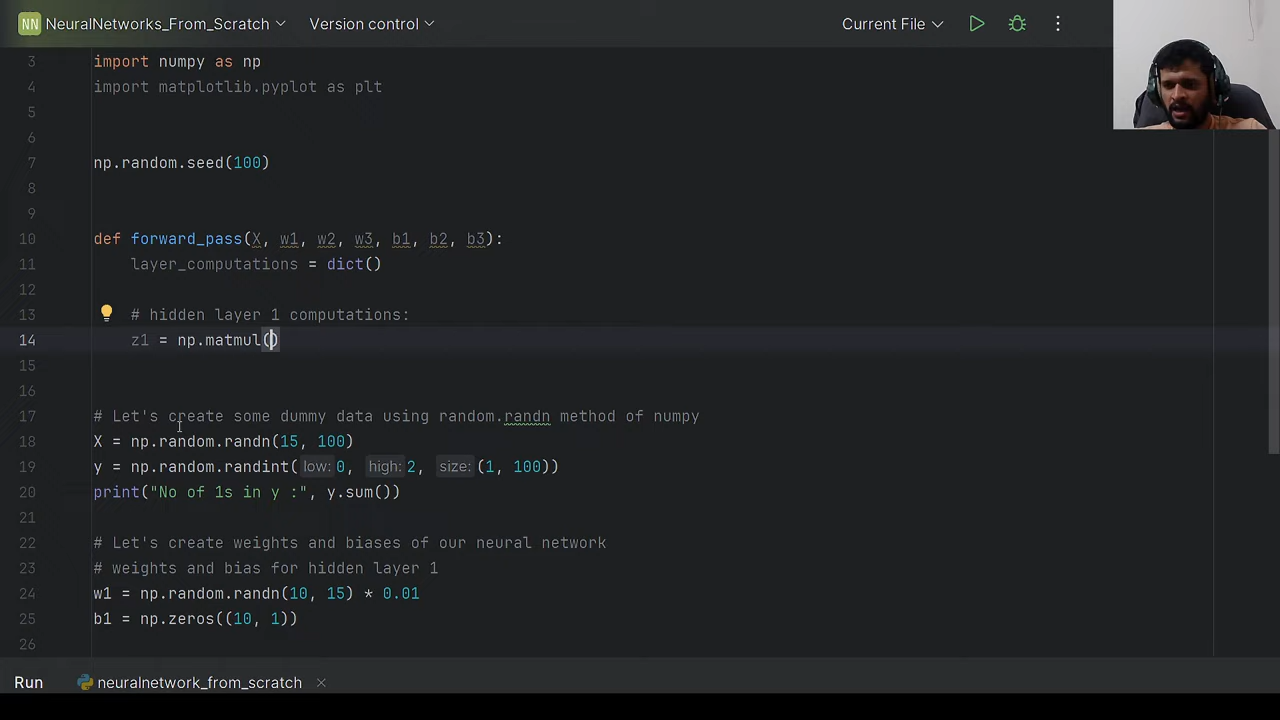 NN NeuralNetworks_From_Scratch Version control Current File
3 import numpy as np
4 import matplotlib.pyplot as plt
5
6
7 np.random.seed(100)
8
9
10 def forward_pass(X, w1, w2, w3, b1, b2, b3):
11 layer_computations = dict()
12
13 # hidden layer 1 computations:
14 z1 = np.matmul()
15
16
17 # Let's create some dummy data using random.randn method of numpy
18 X = np.random.randn(15, 100)
19 y = np.random.randint(low: 0, high: 2, size: (1, 100))
20 print("No of 1s in y :", y.sum())
21
22 # Let's create weights and biases of our neural network
23 # weights and bias for hidden layer 1
24 w1 = np.random.randn(10, 15) * 0.01
25 b1 = np.zeros((10, 1))
26
Run neuralnetwork_from_scratch